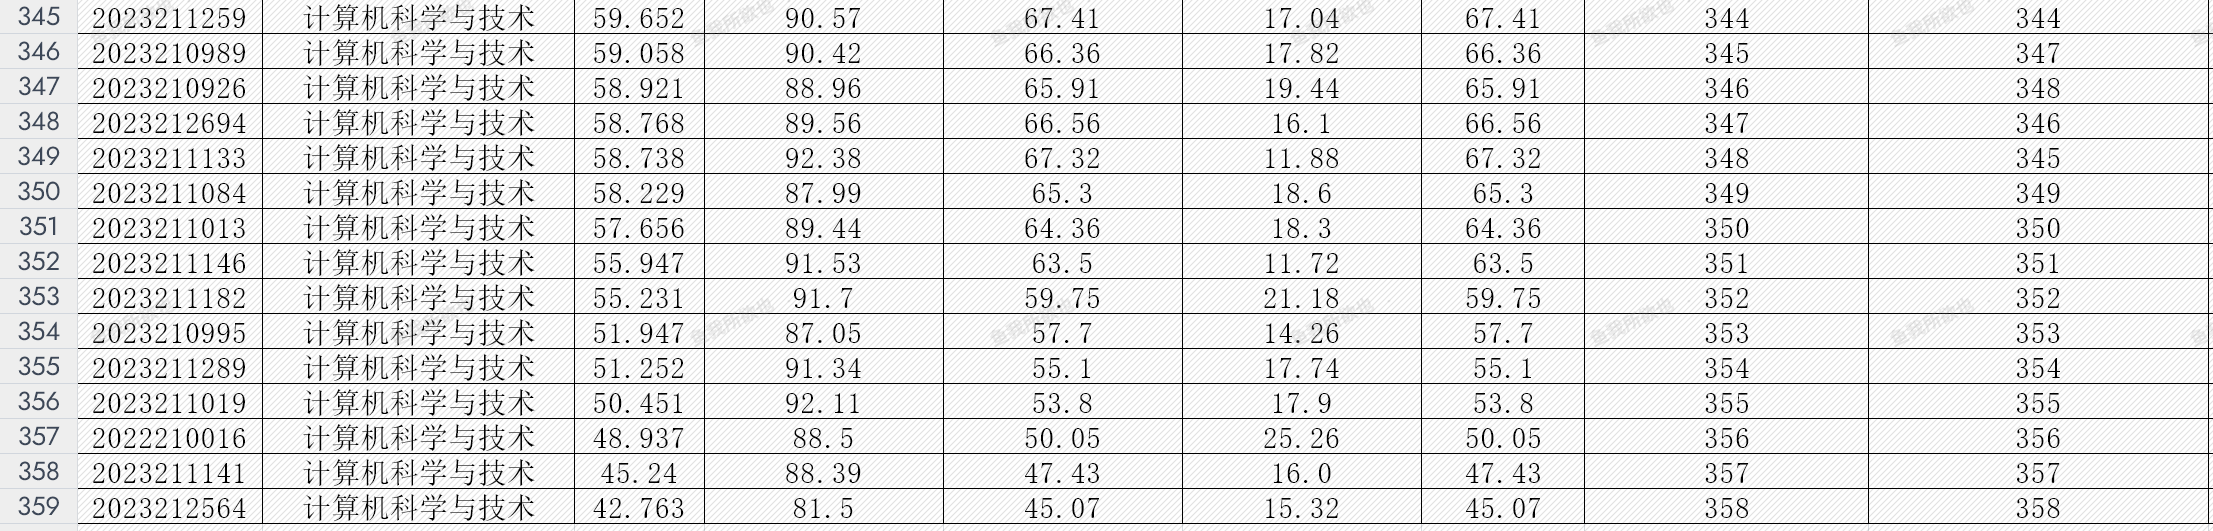 345 2023211259 计算机科学与技术 59.652 90.57 67.41 17.04 67.41 344 344
346 2023210989 计算机科学与技术 59.058 90.42 66.36 17.82 66.36 345 347
347 2023210926 计算机科学与技术 58.921 88.96 65.91 19.44 65.91 346 348
348 2023212694 计算机科学与技术 58.768 89.56 66.56 16.1 66.56 347 346
349 2023211133 计算机科学与技术 58.738 92.38 67.32 11.88 67.32 348 345
350 2023211084 计算机科学与技术 58.229 87.99 65.3 18.6 65.3 349 349
351 2023211013 计算机科学与技术 57.656 89.44 64.36 18.3 64.36 350 350
352 2023211146 计算机科学与技术 55.947 91.53 63.5 11.72 63.5 351 351
353 2023211182 计算机科学与技术 55.231 91.7 59.75 21.18 59.75 352 352
354 2023210995 计算机科学与技术 51.947 87.05 57.7 14.26 57.7 353 353
355 2023211289 计算机科学与技术 51.252 91.34 55.1 17.74 55.1 354 354
356 2023211019 计算机科学与技术 50.451 92.11 53.8 17.9 53.8 355 355
357 2022210016 计算机科学与技术 48.937 88.5 50.05 25.26 50.05 356 356
358 2023211141 计算机科学与技术 45.24 88.39 47.43 16.0 47.43 357 357
359 2023212564 计算机科学与技术 42.763 81.5 45.07 15.32 45.07 358 358
鱼我所欲也